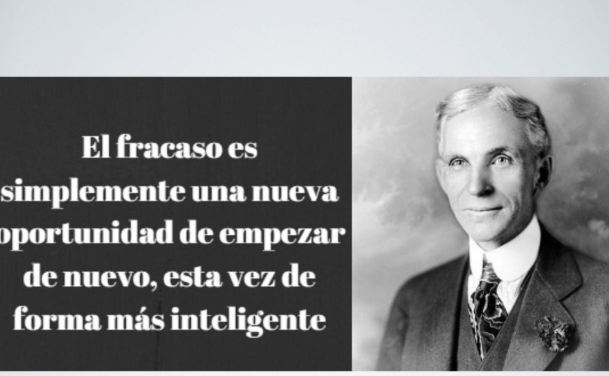 El fracaso es
simplemente una nueva
oportunidad de empezar
de nuevo, esta vez de
forma más inteligente